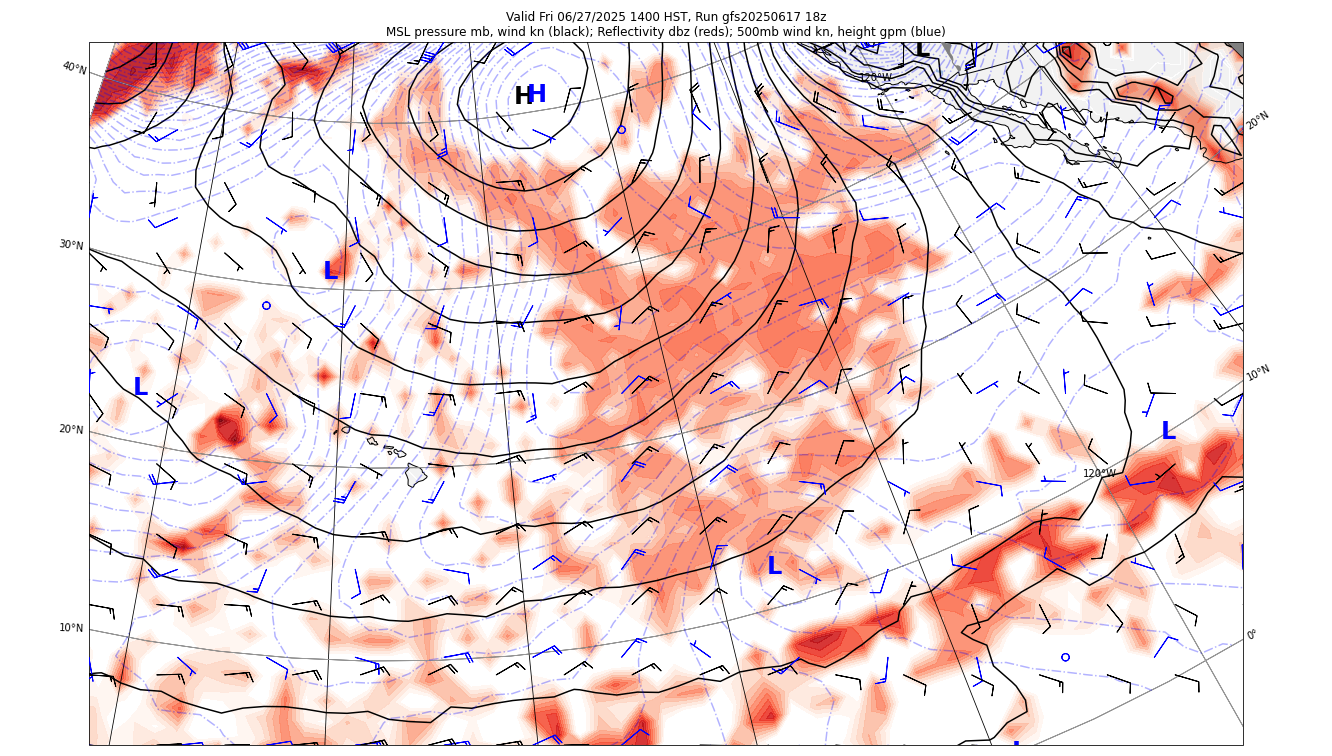 Valid Fri 06/27/2025 1400 HST, Run gfs20250617 18z
MSL pressure mb, wind kn (black); Reflectivity dbz (reds); 500mb wind kn, height gpm (blue)
L
40°N
120°W
H H
20°N
30°N
L
10°N
L
20°N
L
120°W
L
10°N
0°
L